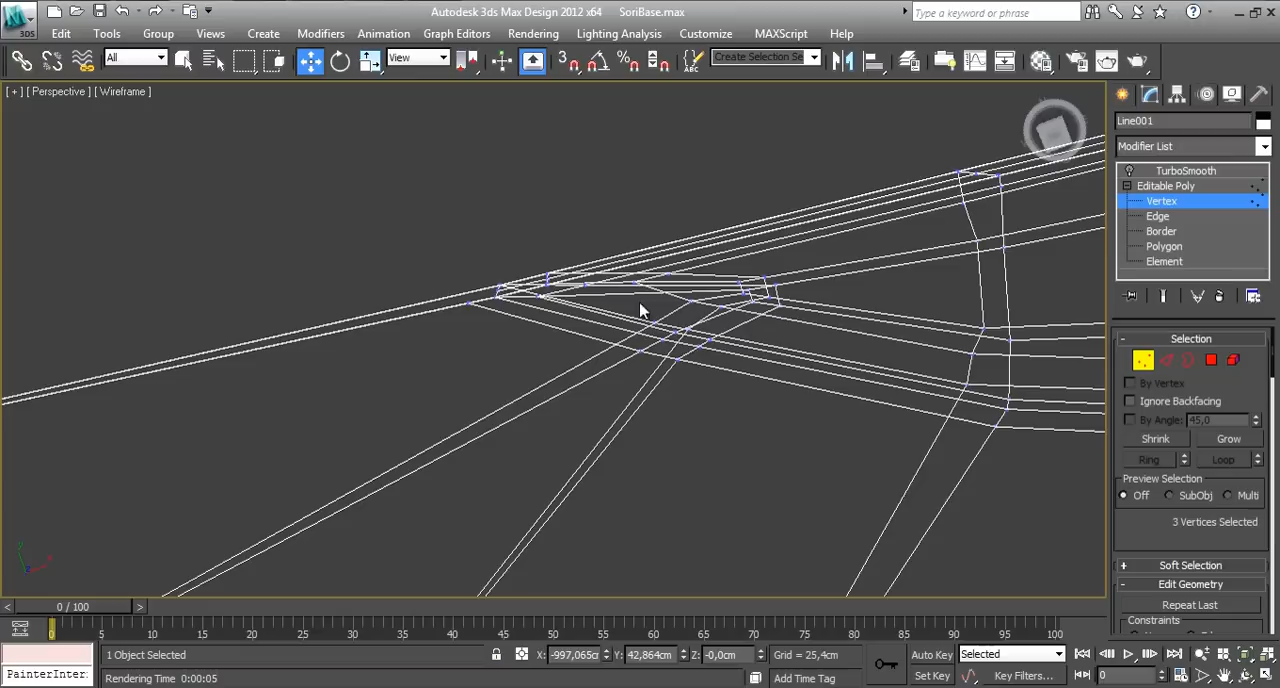 3DS
Autodesk 3ds Max Design 2012 x64 SoriBase.max
Type a keyword or phrase
Edit Tools Group Views Create Modifiers Animation Graph Editors Rendering Lighting Analysis Customize MAXScript Help
All View 3 % ABC Create Selection Se
[ + ] [ Perspective ] [ Wireframe ]
Line001
Modifier List
TurboSmooth
Editable Poly
Vertex
Edge
Border
Polygon
Element
- Selection
By Vertex
Ignore Backfacing
By Angle: 45,0
Shrink Grow
Ring Loop
Preview Selection
Off SubObj Multi
3 Vertices Selected
+ Soft Selection
- Edit Geometry
Repeat Last
Constraints
< 0 / 100 >
0 5 10 15 20 25 30 35 40 45 50 55 60 65 70 75 80 85 90 95 100
1 Object Selected X: -997,065cm Y: 42,864cm Z: -0,0cm Grid = 25,4cm Auto Key Selected
PainterInter: Rendering Time 0:00:05 Add Time Tag Set Key Key Filters... 0